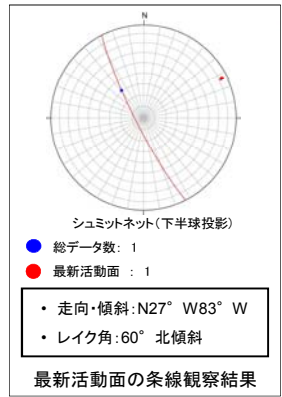 N
シュミットネット(下半球投影)
総データ数: 1
最新活動面 : 1
• 走向・傾斜:N27° W83° W
• レイク角:60° 北傾斜
最新活動面の条線観察結果